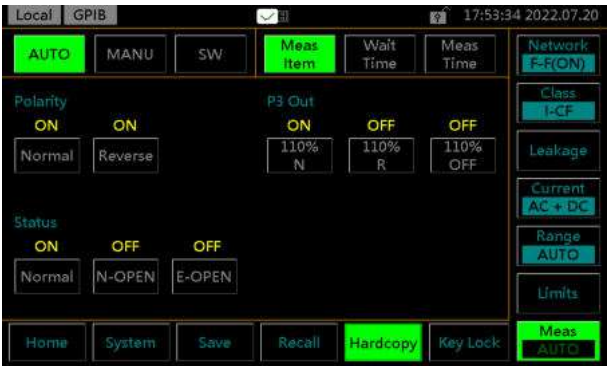 Local GPIB 17:53:34 2022.07.20
AUTO MANU SW Meas Item Wait Time Meas Time Network F-F(ON)
Polarity P3 Out Class I-CF
ON ON ON OFF OFF
Normal Reverse 110% N 110% R 110% OFF Leakage
Current AC + DC
Status
ON OFF OFF Range AUTO
Normal N-OPEN E-OPEN
Limits
Home System Save Recall Hardcopy Key Lock Meas AUTO